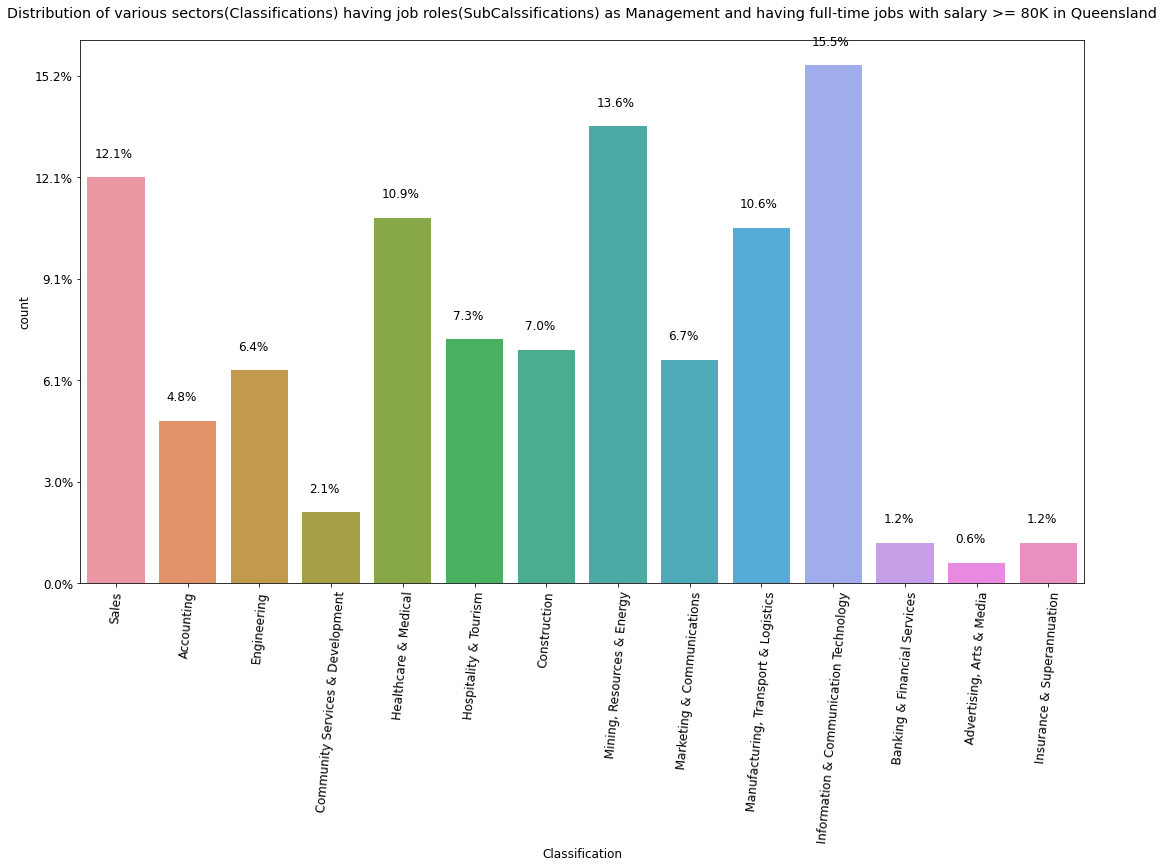 Distribution of various sectors(Classifications) having job roles(SubCalssifications) as Management and having full-time jobs with salary >= 80K in Queensland
15.2%
12.1%
9.1%
6.1%
3.0%
0.0%
count
12.1%
4.8%
6.4%
2.1%
10.9%
7.3%
7.0%
13.6%
6.7%
10.6%
15.5%
1.2%
0.6%
1.2%
Sales
Accounting
Engineering
Community Services & Development
Healthcare & Medical
Hospitality & Tourism
Construction
Mining, Resources & Energy
Marketing & Communications
Manufacturing, Transport & Logistics
Information & Communication Technology
Banking & Financial Services
Advertising, Arts & Media
Insurance & Superannuation
Classification